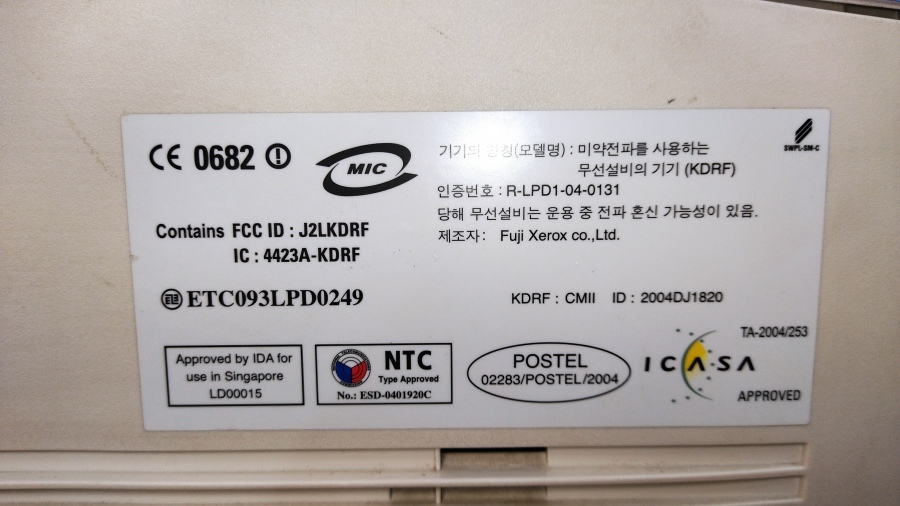 CE 0682
MIC
기기의 명칭(모델명) : 미약전파를 사용하는
무선설비의 기기 (KDRF)
인증번호 : R-LPD1-04-0131
당해 무선설비는 운용 중 전파 혼신 가능성이 있음.
제조자 : Fuji Xerox co.,Ltd.
SWPL-SM-C
Contains FCC ID : J2LKDRF
IC : 4423A-KDRF
ETC093LPD0249
KDRF : CMII ID : 2004DJ1820
Approved by IDA for
use in Singapore
LD00015
NTC
Type Approved
No.: ESD-0401920C
POSTEL
02283/POSTEL/2004
TA-2004/253
ICASA
APPROVED